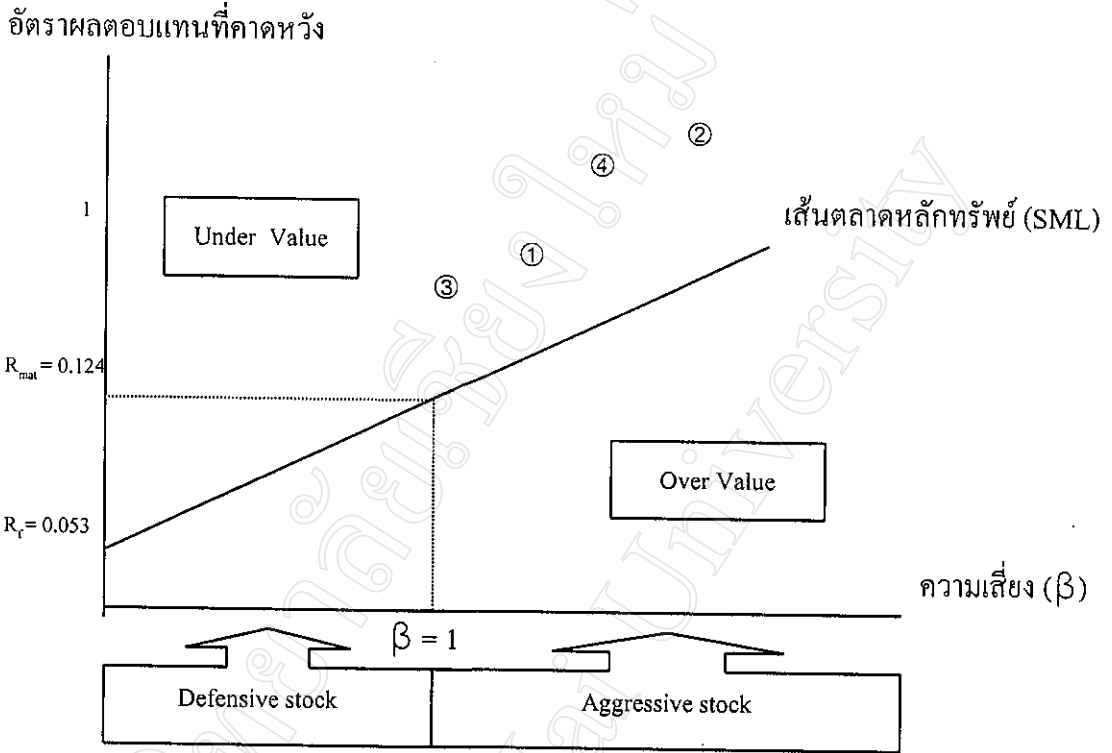 อัตราผลตอบแทนที่คาดหวัง
②
④
1
Under Value
เส้นตลาดหลักทรัพย์ (SML)
①
③
R_mat = 0.124
Over Value
R_f = 0.053
ความเสี่ยง (β)
β = 1
Defensive stock
Aggressive stock